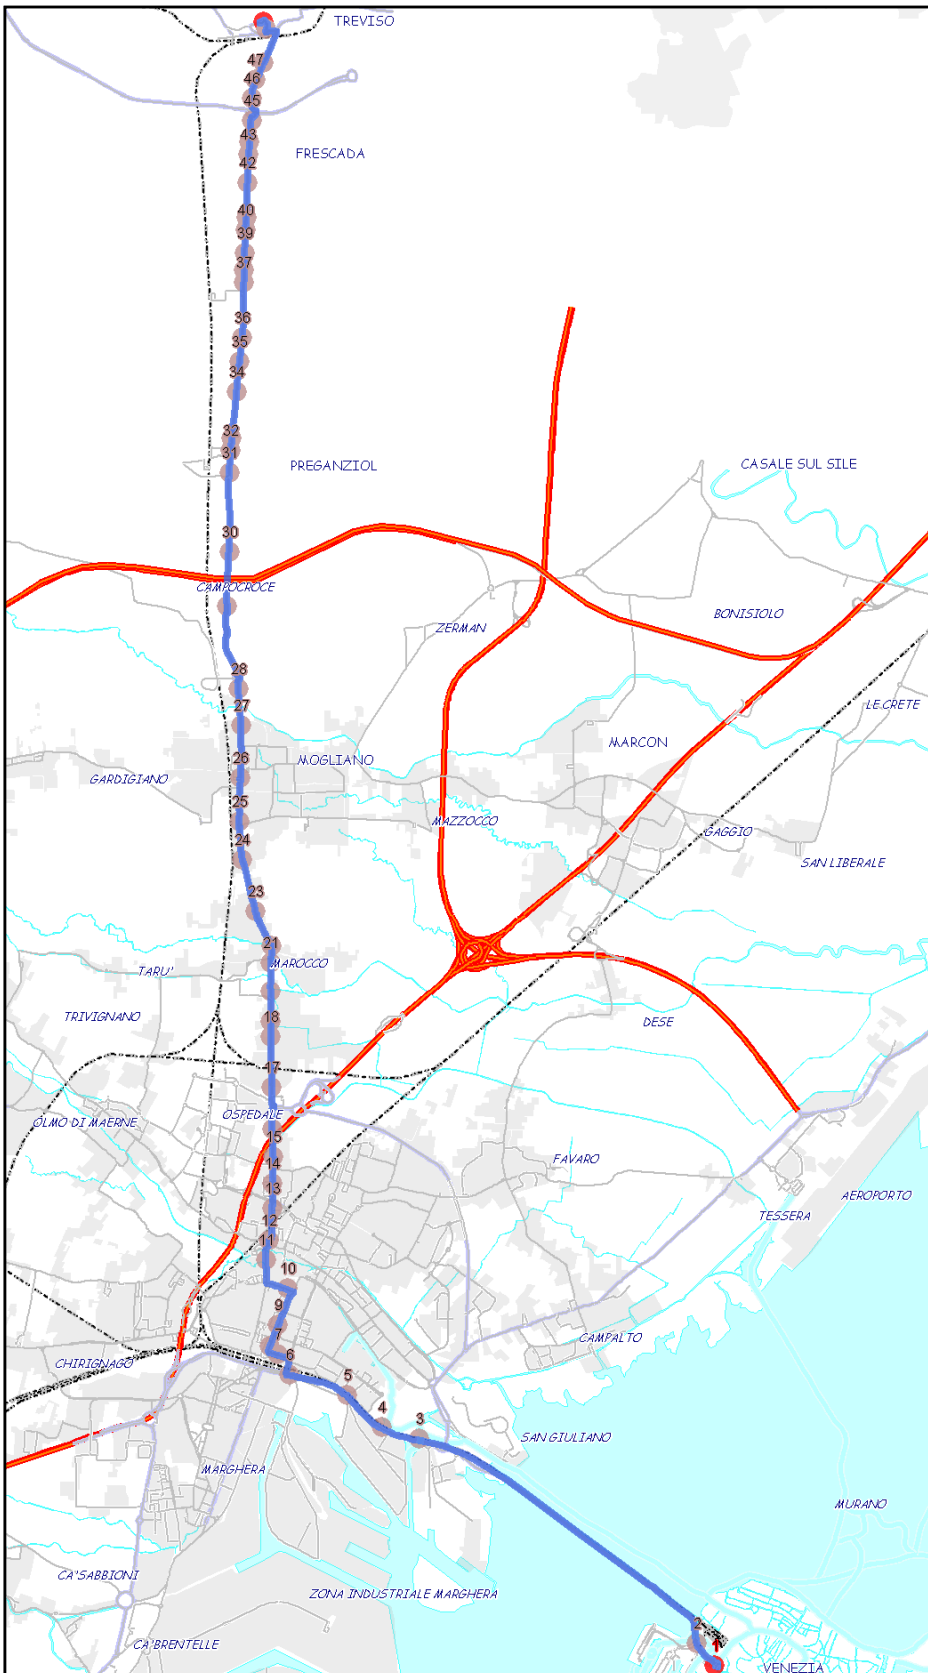 TREVISO
47
46
45
43
FRESCADA
42
40
39
37
36
35
34
32
31
PREGANZIOL
CASALE SUL SILE
30
CAMPOCROCE
BONISIOLO
ZERMAN
28
27
LE CRETE
MARCON
26
MOGLIANO
GARDIGIANO
25
MAZZOCCO
GAGGIO
24
SAN LIBERALE
23
21
MAROCCO
TARU'
TRIVIGNANO
18
DESE
17
OSPEDALE
OLMO DI MAERNE
15
14
FAVARO
13
AEROPORTO
TESSERA
12
11
10
9
7
CAMPALTO
6
CHIRIGNAGO
5
4
3
SAN GIULIANO
MARGHERA
MURANO
CA'SABBIONI
ZONA INDUSTRIALE MARGHERA
2
1
CA'BRENTELLE
VENEZIA